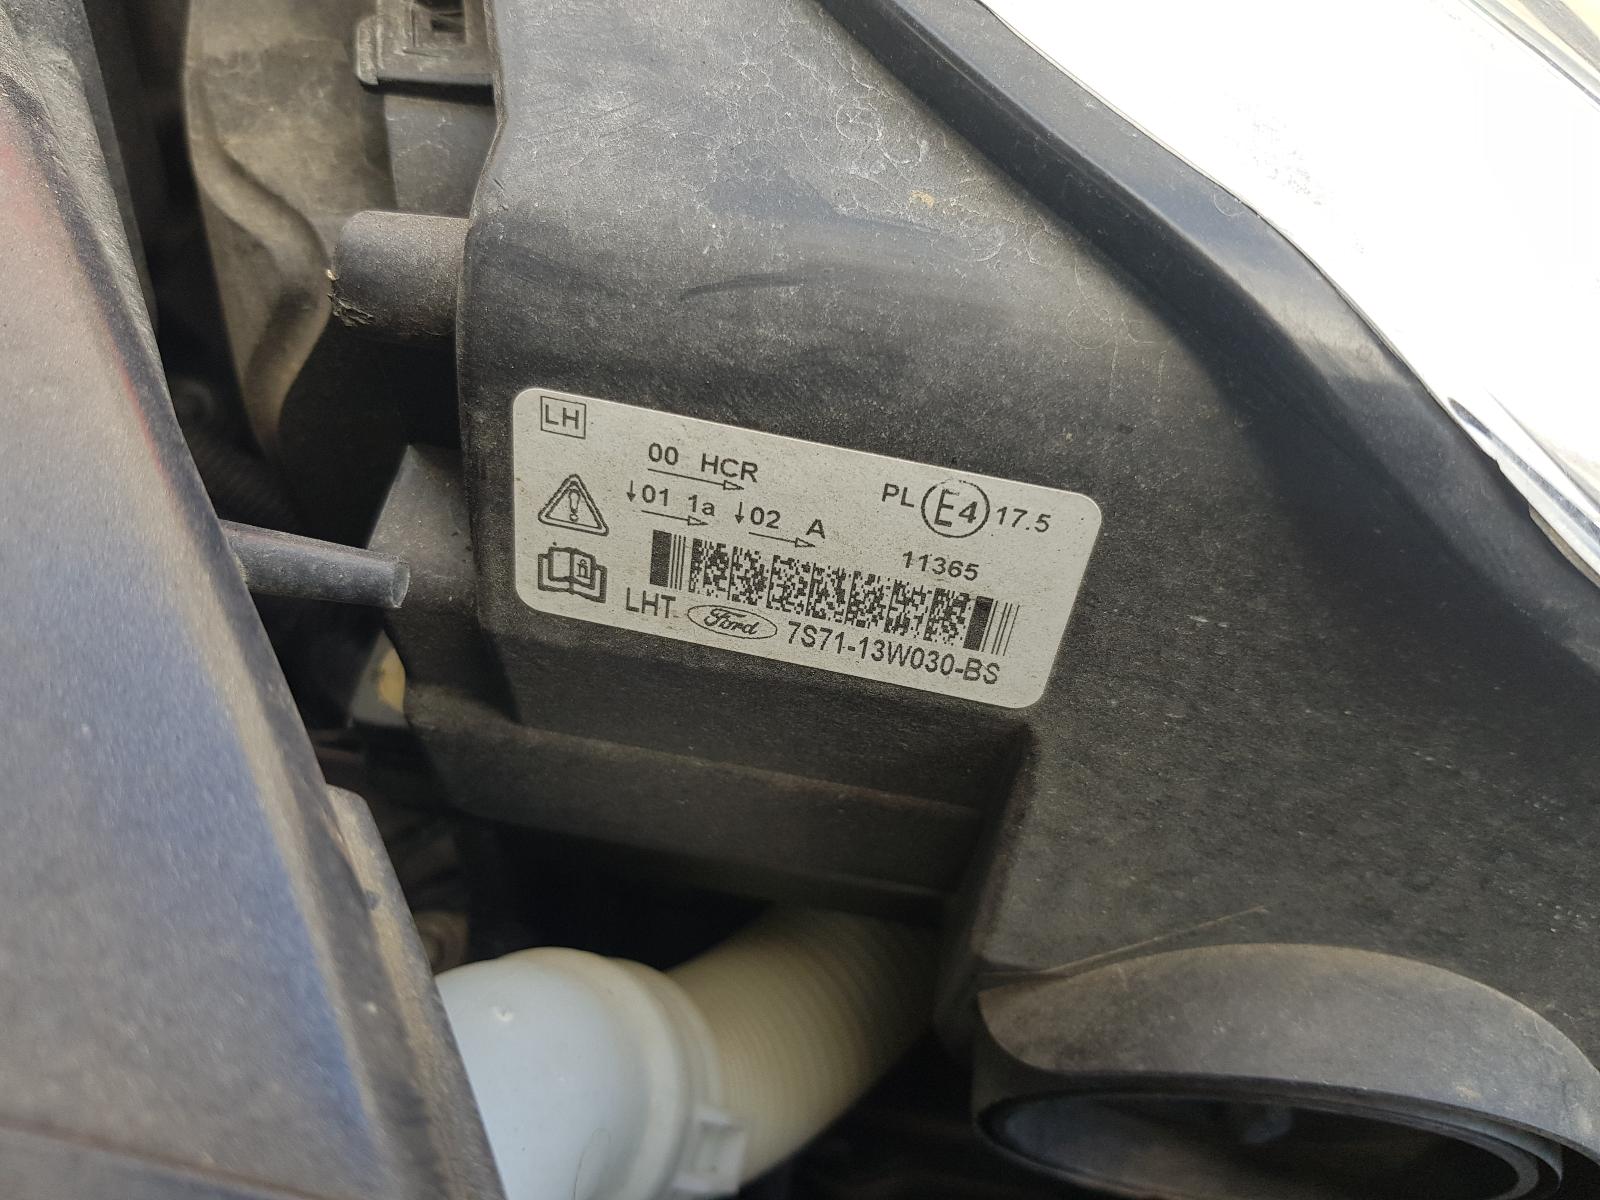 LH
00 HCR
↓01 1a ↓02 A
PL E4 17.5
11365
LHT Ford 7S71-13W030-BS